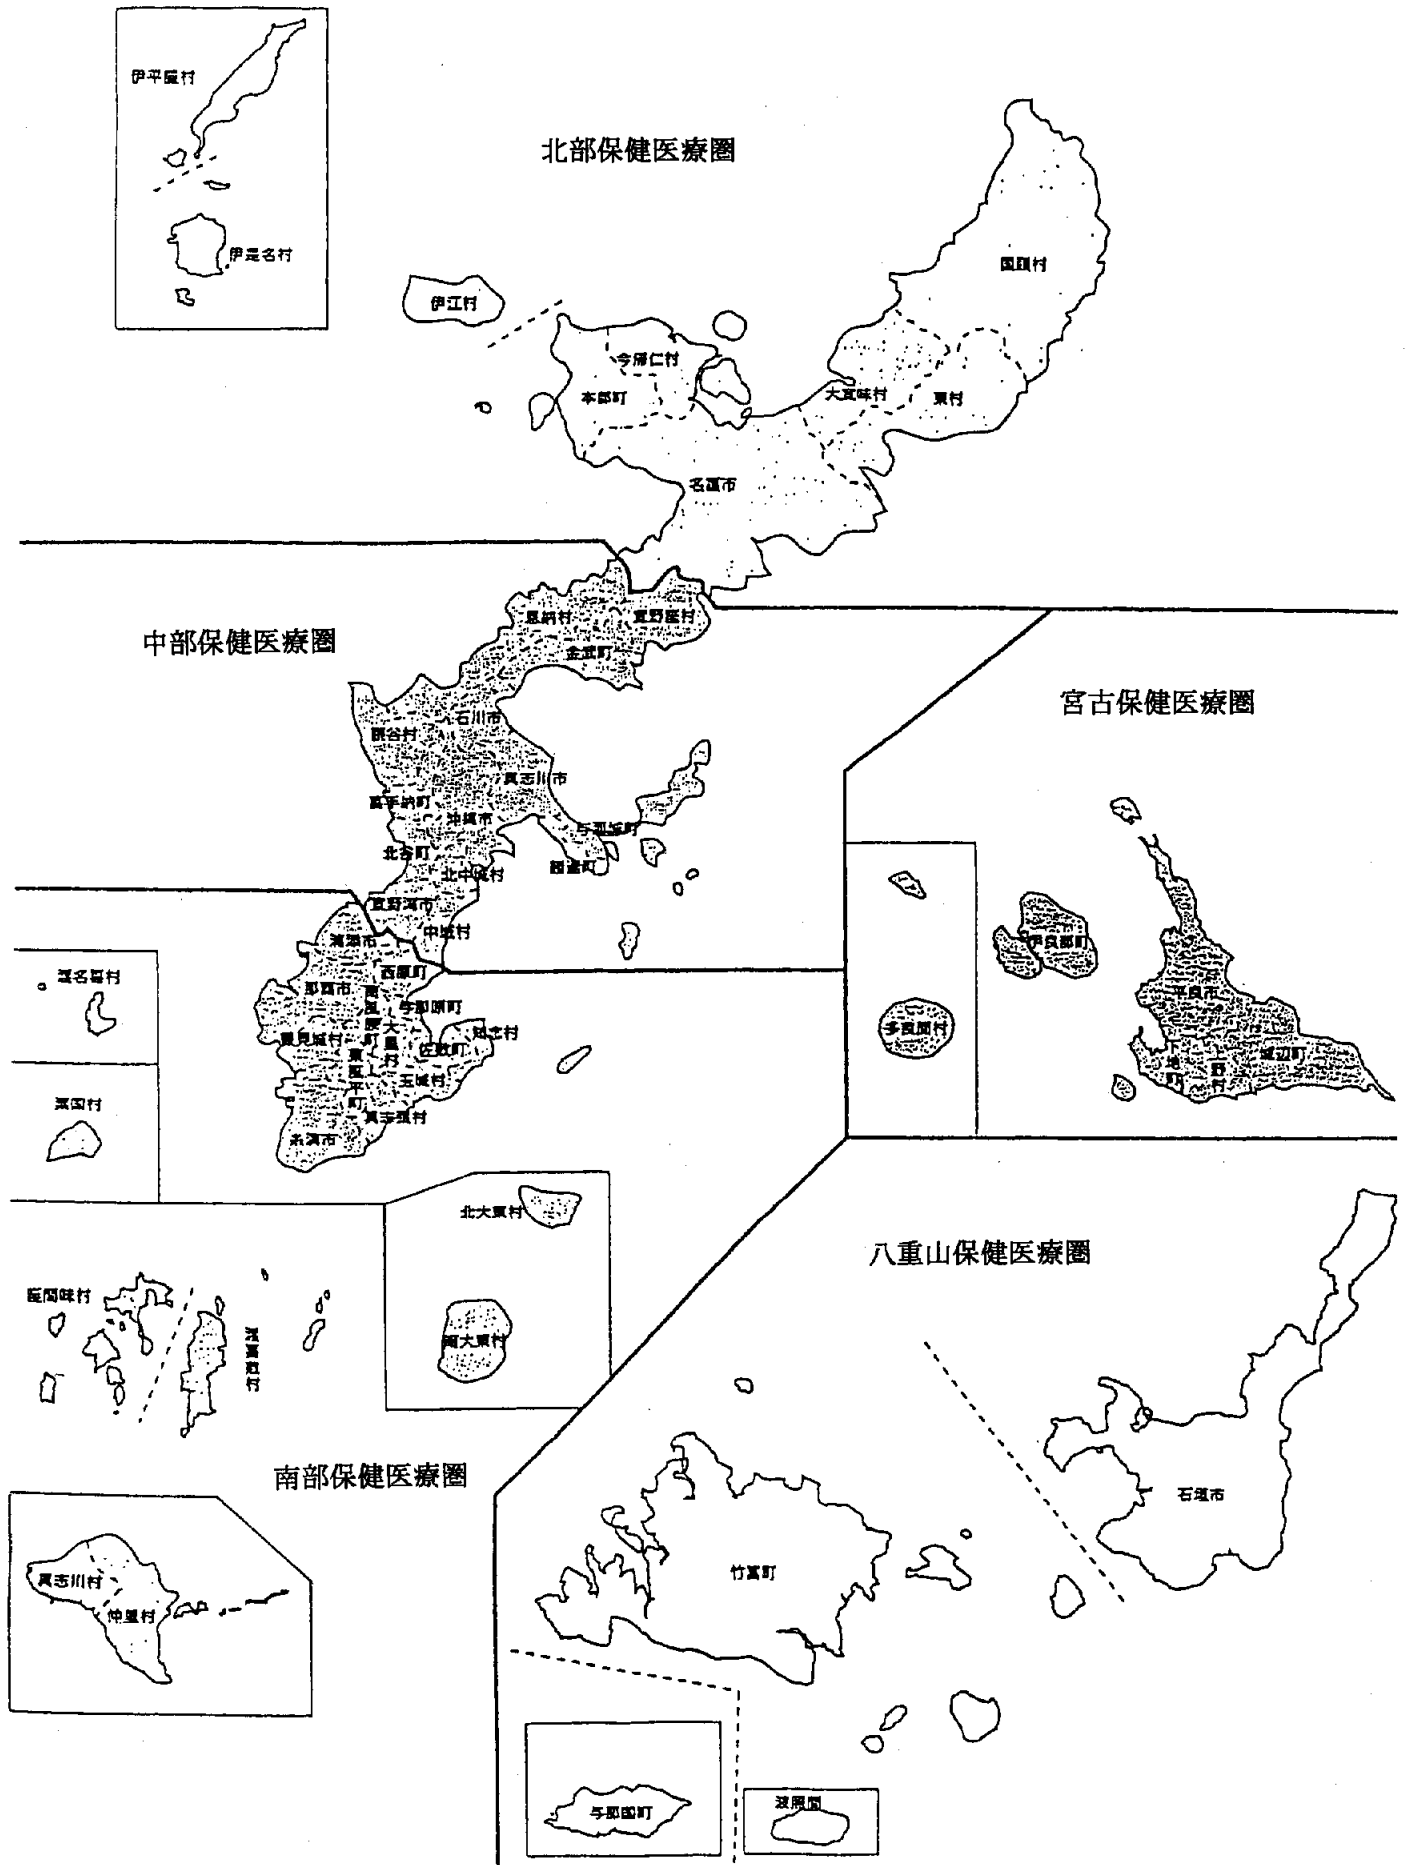 伊平屋村
北部保健医療圏
伊是名村
国頭村
伊江村
今帰仁村
本部町
大宜味村
東村
名護市
中部保健医療圏
恩納村
宜野座村
金武町
宮古保健医療圏
石川市
読谷村
具志川市
嘉手納町
沖縄市
与那城町
北谷町
勝連町
北中城村
宜野湾市
中城村
浦添市
伊良部町
西原町
渡名喜村
那覇市
平良市
南風原町
与那原町
多良間村
大里村
知念村
豊見城村
佐敷町
城辺町
下地町
上野村
東風平町
玉城村
粟国村
具志頭村
糸満市
北大東村
八重山保健医療圏
座間味村
南大東村
渡嘉敷村
南部保健医療圏
石垣市
具志川村
竹富町
仲里村
与那国町
波照間